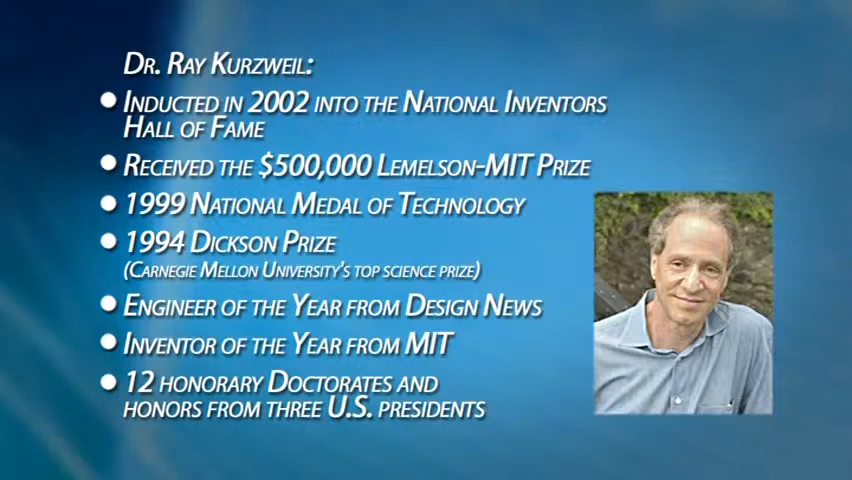 Dr. Ray Kurzweil:
• Inducted in 2002 into the National Inventors
Hall of Fame
• Received the $500,000 Lemelson-MIT Prize
• 1999 National Medal of Technology
• 1994 Dickson Prize
(Carnegie Mellon University's top science prize)
• Engineer of the Year from Design News
• Inventor of the Year from MIT
• 12 honorary Doctorates and
honors from three U.S. presidents